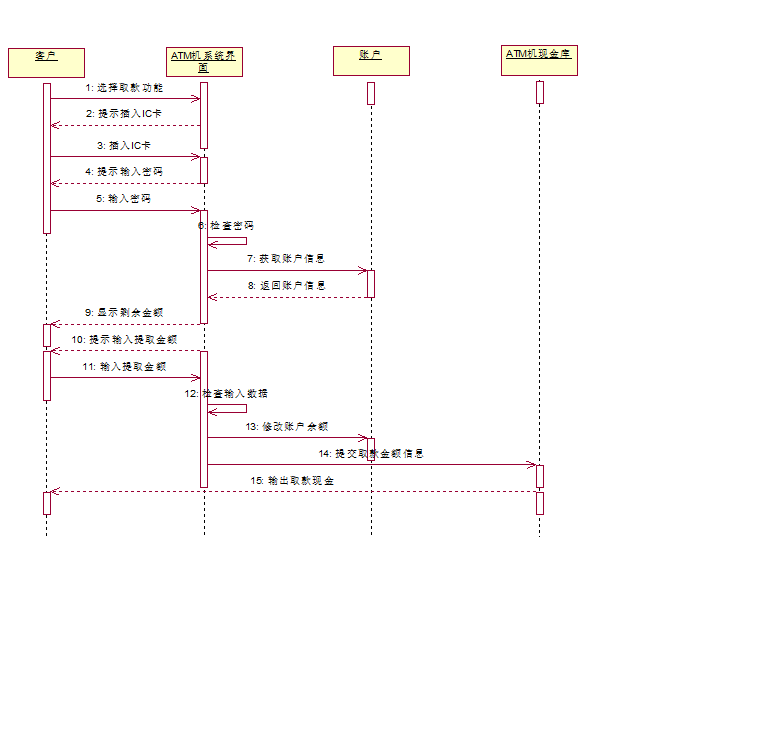 客户
ATM机系统界
面
账户
ATM机现金库
1: 选择取款功能
2: 提示插入IC卡
3: 插入IC卡
4: 提示输入密码
5: 输入密码
6: 检查密码
7: 获取账户信息
8: 返回账户信息
9: 显示剩余金额
10: 提示输入提取金额
11: 输入提取金额
12: 检查输入数据
13: 修改账户余额
14: 提交取款金额信息
15: 输出取款现金